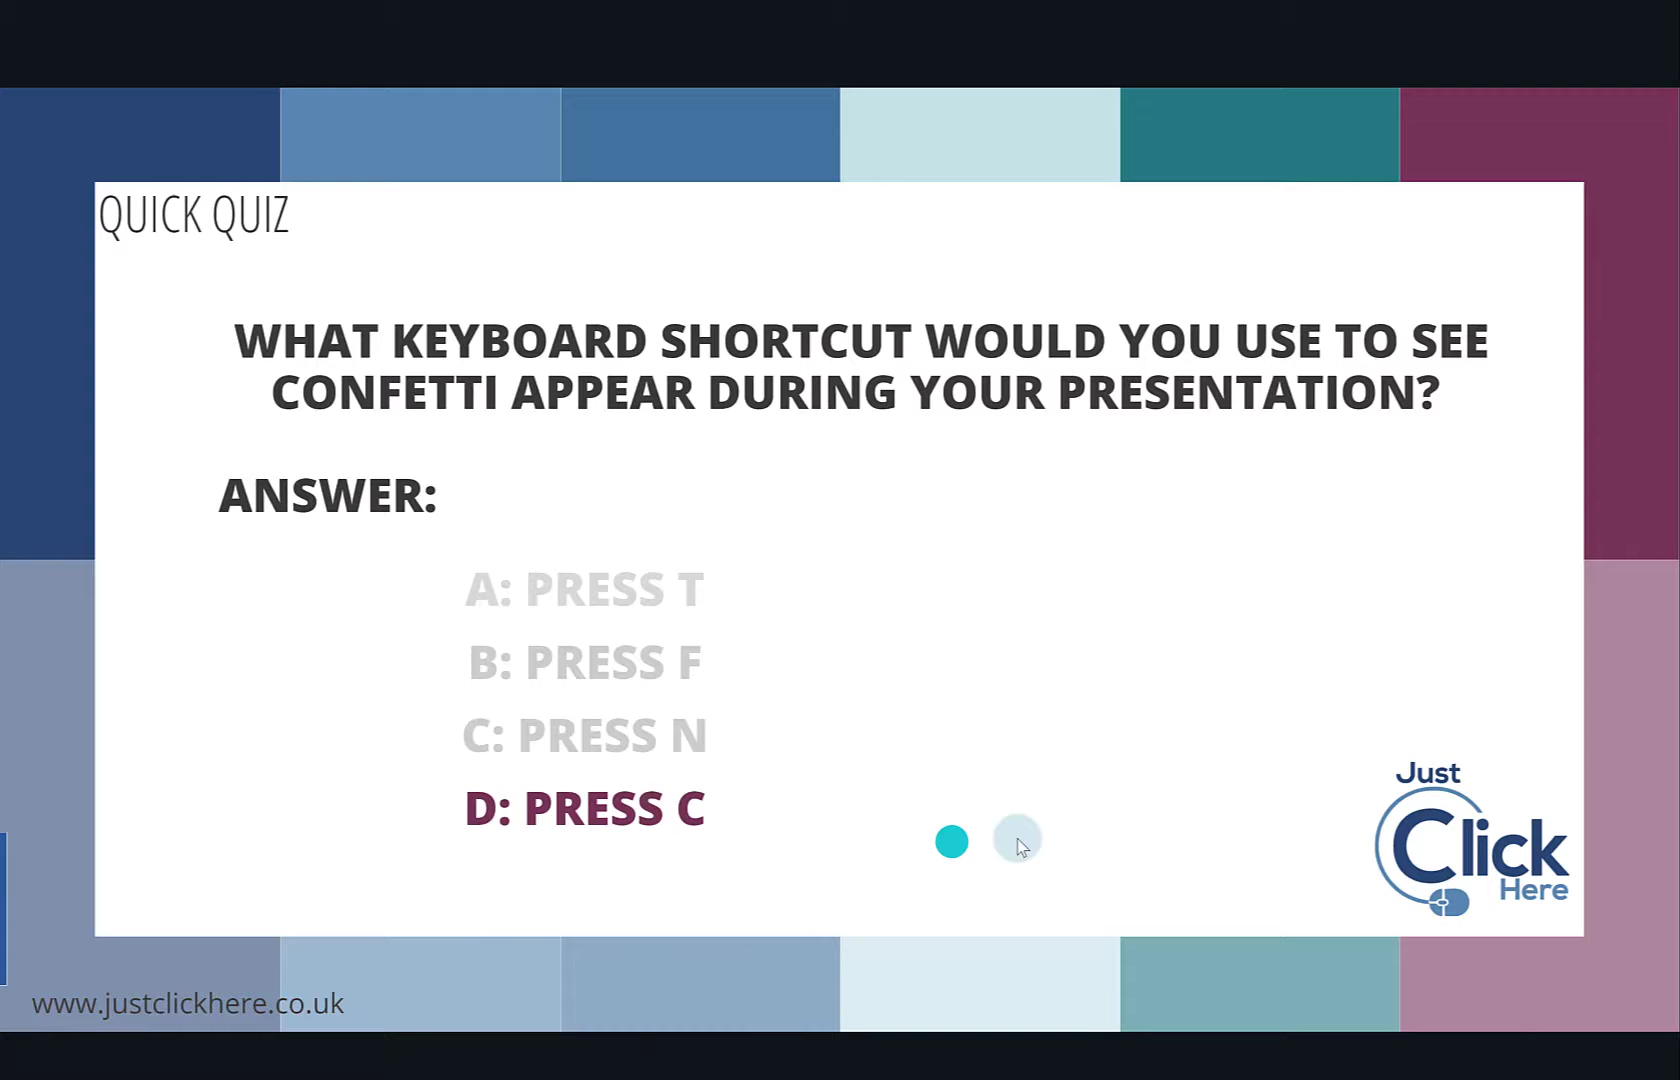 QUICK QUIZ
WHAT KEYBOARD SHORTCUT WOULD YOU USE TO SEE
CONFETTI APPEAR DURING YOUR PRESENTATION?
ANSWER:
A: PRESS T
B: PRESS F
C: PRESS N
D: PRESS C
Just
Click
Here
www.justclickhere.co.uk